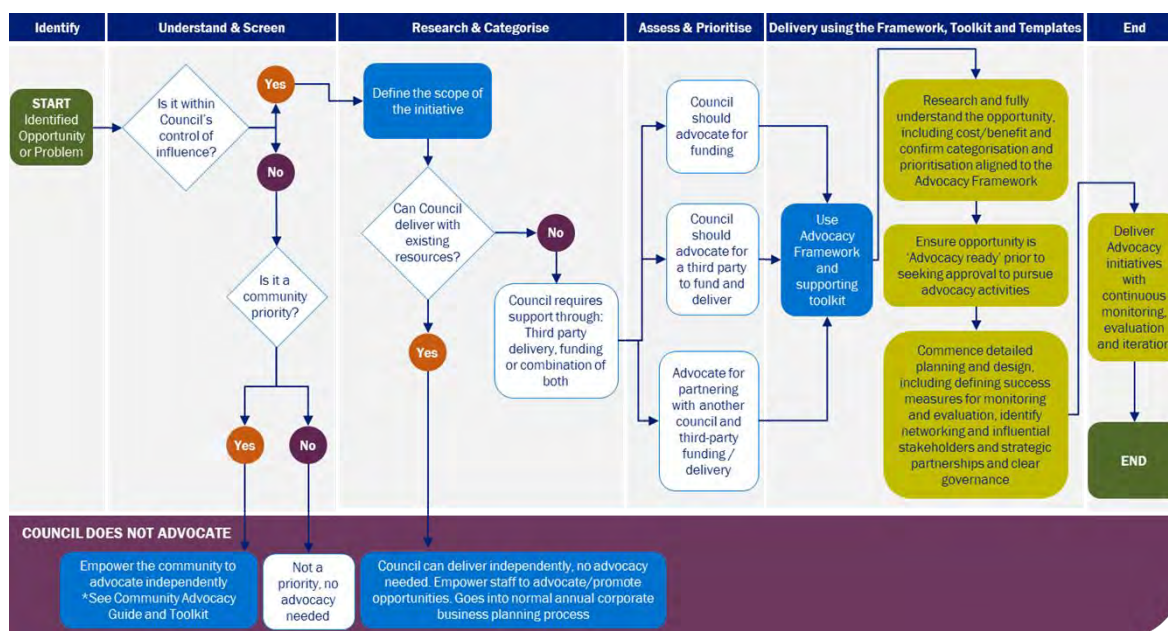 Identify
Understand & Screen
Research & Categorise
Assess & Prioritise
Delivery using the Framework, Toolkit and Templates
End
START
Identified
Opportunity
or Problem
Is it within
Council's
control of
influence?
Yes
No
Is it a
community
priority?
Yes
No
Define the scope of
the initiative
Can Council
deliver with
existing
resources?
No
Yes
Council requires
support through:
Third party
delivery, funding
or combination of
both
Council
should
advocate for
funding
Council
should
advocate for
a third party
to fund and
deliver
Advocate for
partnering
with another
council and
third-party
funding /
delivery
Use
Advocacy
Framework
and
supporting
toolkit
Research and fully
understand the opportunity,
including cost/benefit and
confirm categorisation and
prioritisation aligned to the
Advocacy Framework
Ensure opportunity is
'Advocacy ready' prior to
seeking approval to pursue
advocacy activities
Commence detailed
planning and design,
including defining success
measures for monitoring
and evaluation, identify
networking and influential
stakeholders and strategic
partnerships and clear
governance
Deliver
Advocacy
initiatives
with
continuous
monitoring,
evaluation
and iteration
END
COUNCIL DOES NOT ADVOCATE
Empower the community to
advocate independently
*See Community Advocacy
Guide and Toolkit
Not a
priority, no
advocacy
needed
Council can deliver independently, no advocacy
needed. Empower staff to advocate/promote
opportunities. Goes into normal annual corporate
business planning process